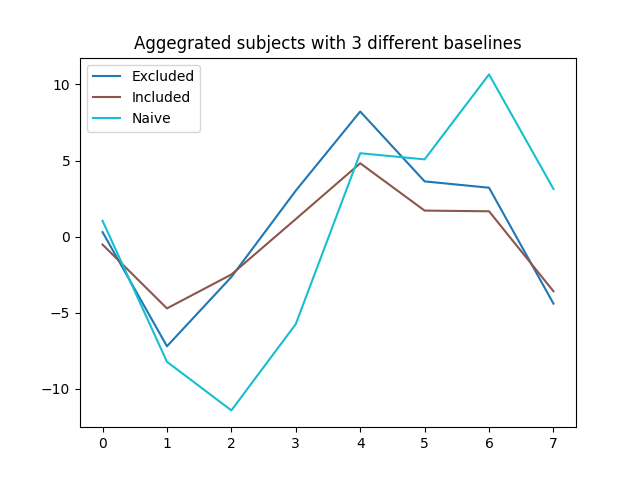 Aggegrated subjects with 3 different baselines
Excluded
Included
Naive
10
5
0
−5
−10
0 1 2 3 4 5 6 7